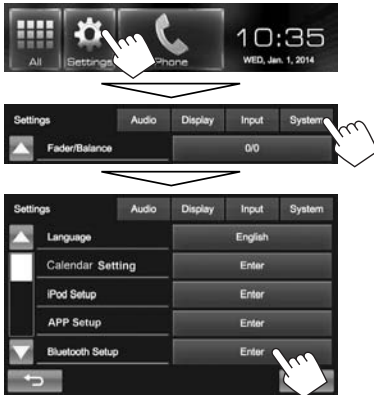 All Settings Phone 10:35
WED, Jan. 1, 2014
Settings Audio Display Input System
Fader/Balance 0/0
Settings Audio Display Input System
Language English
Calendar Setting Enter
iPod Setup Enter
APP Setup Enter
Bluetooth Setup Enter